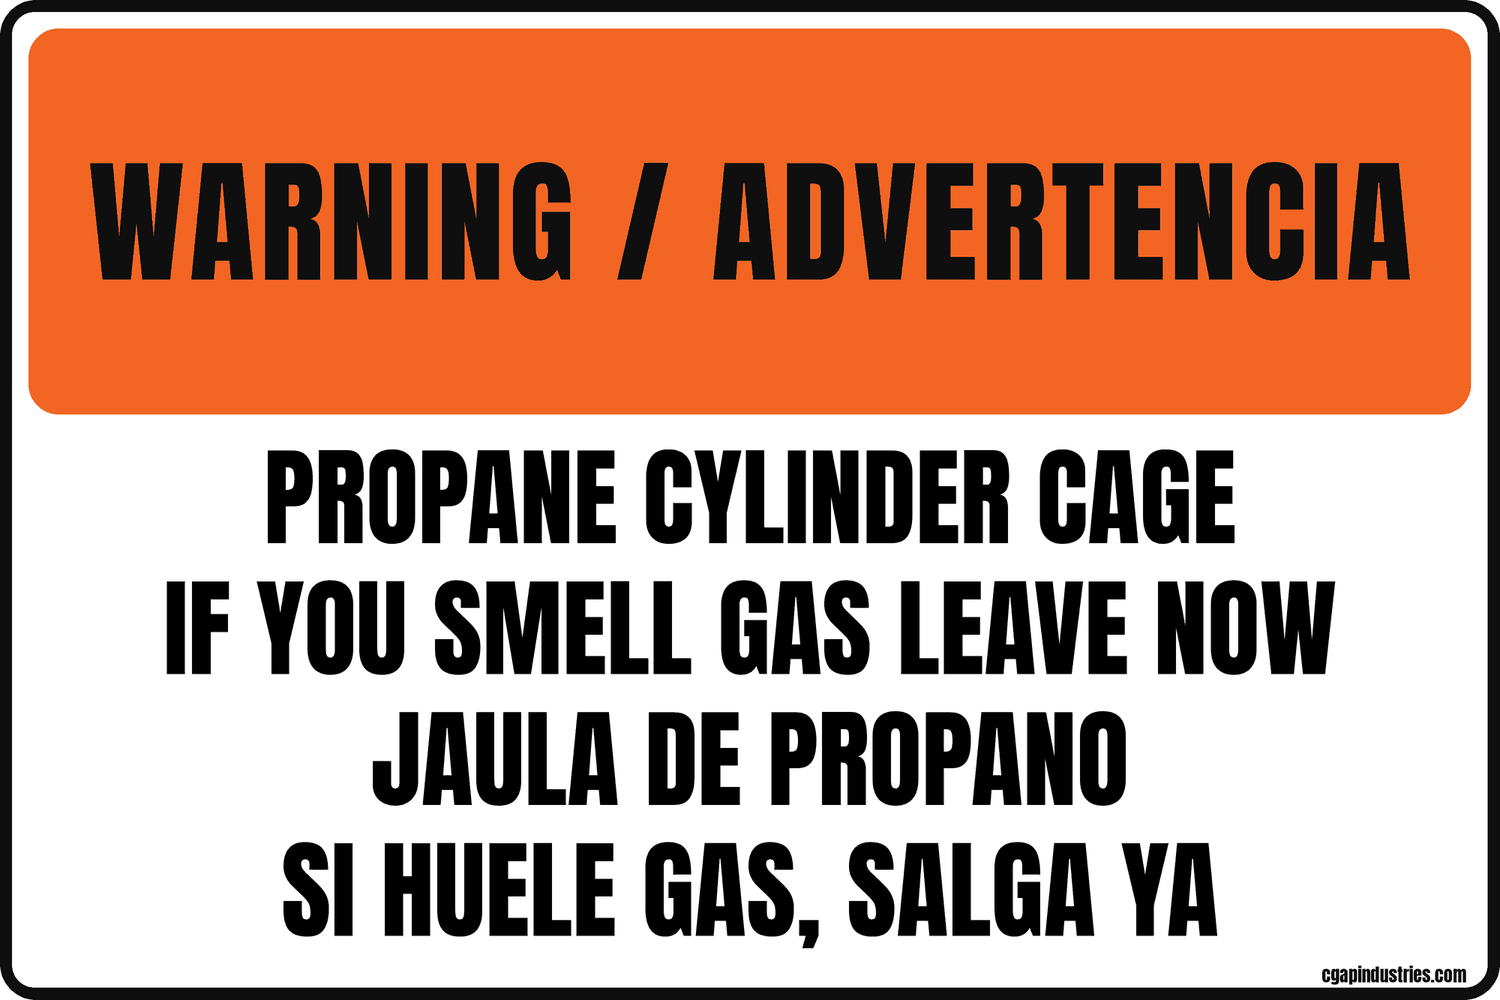 WARNING / ADVERTENCIA
PROPANE CYLINDER CAGE
IF YOU SMELL GAS LEAVE NOW
JAULA DE PROPANO
SI HUELE GAS, SALGA YA
cgapindustries.com